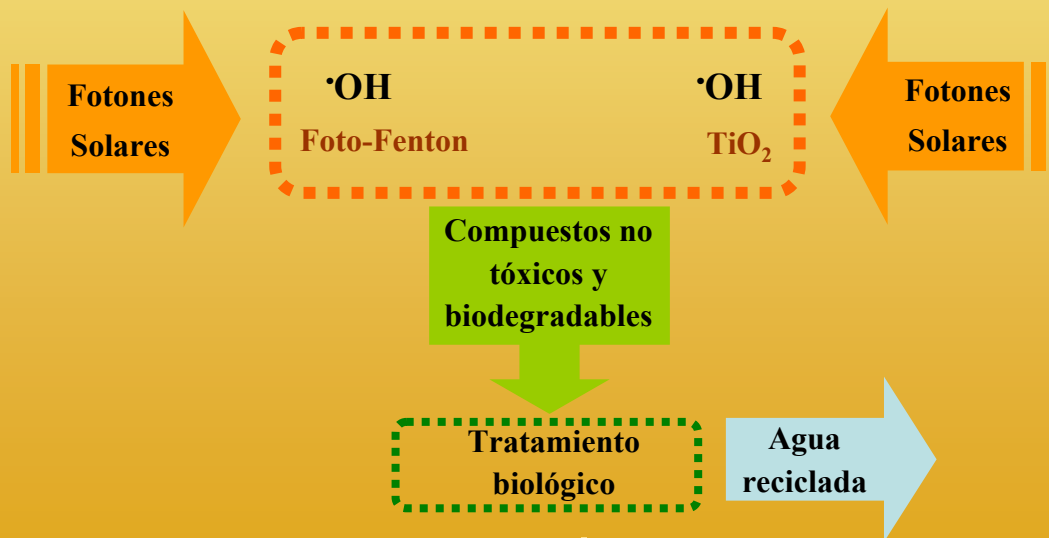 Fotones
Solares
·OH
Foto-Fenton
·OH
TiO₂
Fotones
Solares
Compuestos no
tóxicos y
biodegradables
Tratamiento
biológico
Agua
reciclada